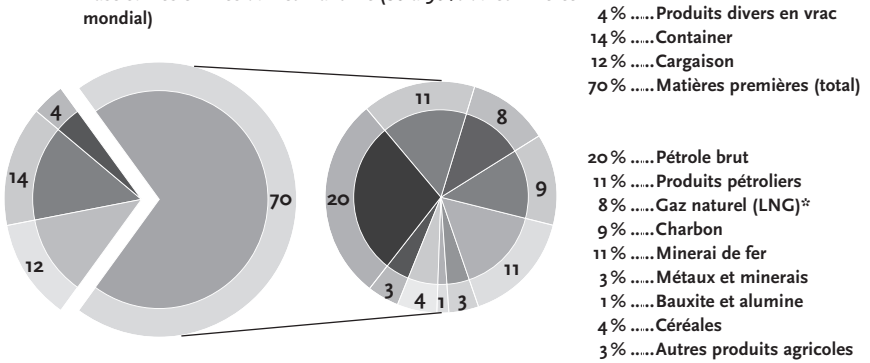 mondial)
4 % ......Produits divers en vrac
14 % ......Container
12 % ......Cargaison
70 % ......Matières premières (total)
4
14
12
70
11
8
9
11
3
1
4
3
20
20 % ......Pétrole brut
11 % ......Produits pétroliers
8 % ......Gaz naturel (LNG)*
9 % ......Charbon
11 % ......Minerai de fer
3 % ......Métaux et minerais
1 % ......Bauxite et alumine
4 % ......Céréales
3 % ......Autres produits agricoles